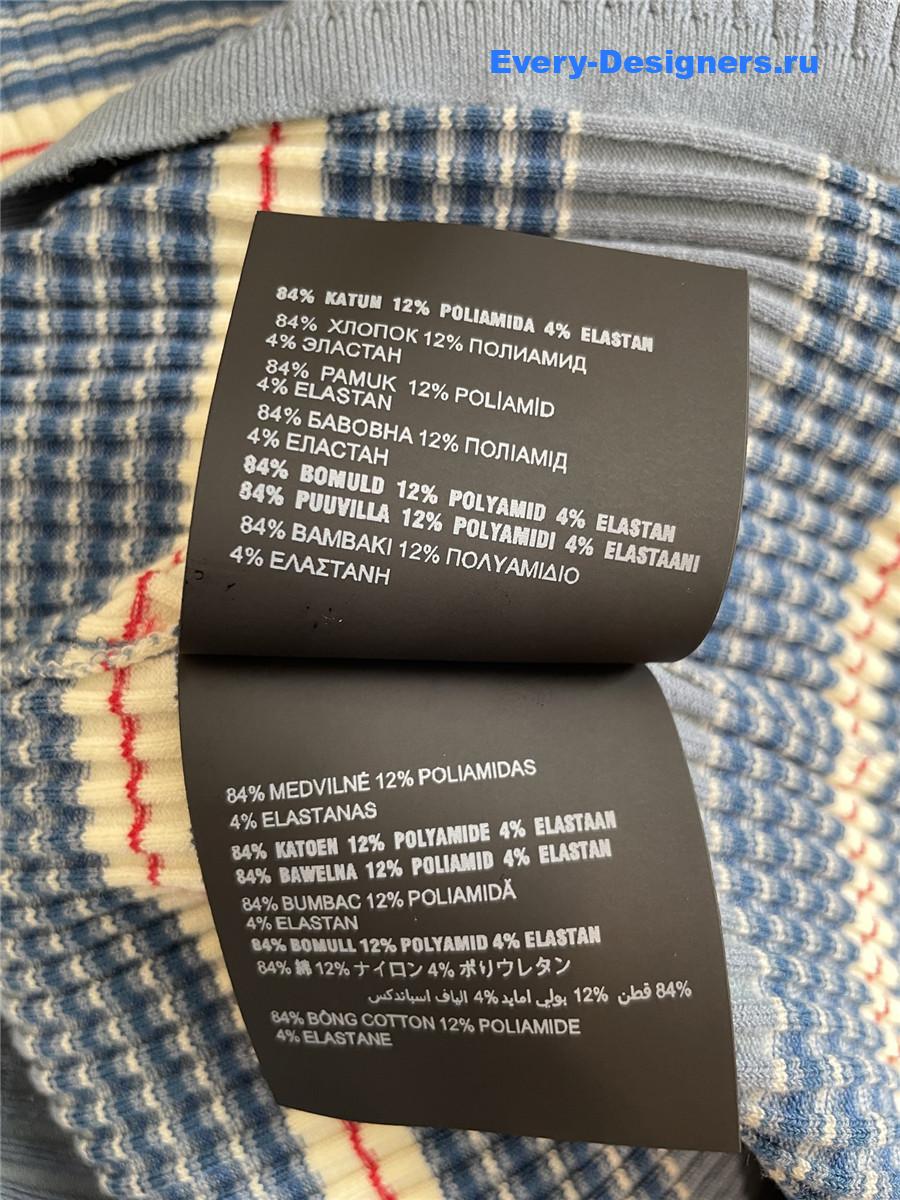 Every-Designers.ru
84% KATUN 12% POLIAMIDA 4% ELASTAN
84% ХЛОПОК 12% ПОЛИАМИД
4% ЭЛАСТАН
84% PAMUK 12% POLİAMİD
4% ELASTAN
84% БАВОВНА 12% ПОЛІАМІД
4% ЕЛАСТАН
84% BOMULD 12% POLYAMID 4% ELASTAN
84% PUUVILLA 12% POLYAMIDI 4% ELASTAANI
84% BAMBAKI 12% ΠΟΛΥΑΜΙΔΙΟ
4% ΕΛΑΣΤΑΝΗ
84% MEDVILNĖ 12% POLIAMIDAS
4% ELASTANAS
84% KATOEN 12% POLYAMIDE 4% ELASTAAN
84% BAWELNA 12% POLIAMID 4% ELASTAN
84% BUMBAC 12% POLIAMIDĂ
4% ELASTAN
84% BOMULL 12% POLYAMID 4% ELASTAN
84% 綿 12% ナイロン 4% ポリウレタン
84% قطن 12% بولي امايد 4% الياف اسباندكس
84% BÔNG COTTON 12% POLIAMIDE
4% ELASTANE